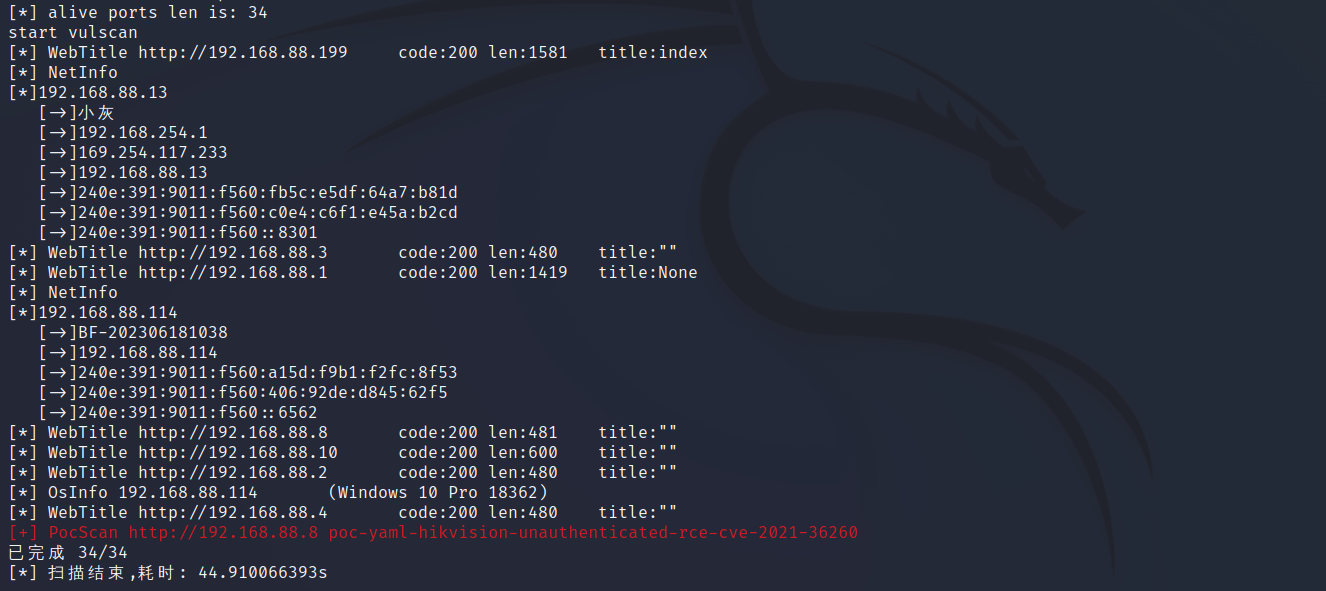 [*] alive ports len is: 34
start vulscan
[*] WebTitle http://192.168.88.199     code:200 len:1581   title:index
[*] NetInfo
[*]192.168.88.13
   [->]小灰
   [->]192.168.254.1
   [->]169.254.117.233
   [->]192.168.88.13
   [->]240e:391:9011:f560:fb5c:e5df:64a7:b81d
   [->]240e:391:9011:f560:c0e4:c6f1:e45a:b2cd
   [->]240e:391:9011:f560::8301
[*] WebTitle http://192.168.88.3       code:200 len:480    title:""
[*] WebTitle http://192.168.88.1       code:200 len:1419   title:None
[*] NetInfo
[*]192.168.88.114
   [->]BF-202306181038
   [->]192.168.88.114
   [->]240e:391:9011:f560:a15d:f9b1:f2fc:8f53
   [->]240e:391:9011:f560:406:92de:d845:62f5
   [->]240e:391:9011:f560::6562
[*] WebTitle http://192.168.88.8       code:200 len:481    title:""
[*] WebTitle http://192.168.88.10      code:200 len:600    title:""
[*] WebTitle http://192.168.88.2       code:200 len:480    title:""
[*] OsInfo 192.168.88.114       (Windows 10 Pro 18362)
[*] WebTitle http://192.168.88.4       code:200 len:480    title:""
[+] PocScan http://192.168.88.8 poc-yaml-hikvision-unauthenticated-rce-cve-2021-36260
已完成 34/34
[*] 扫描结束,耗时: 44.910066393s